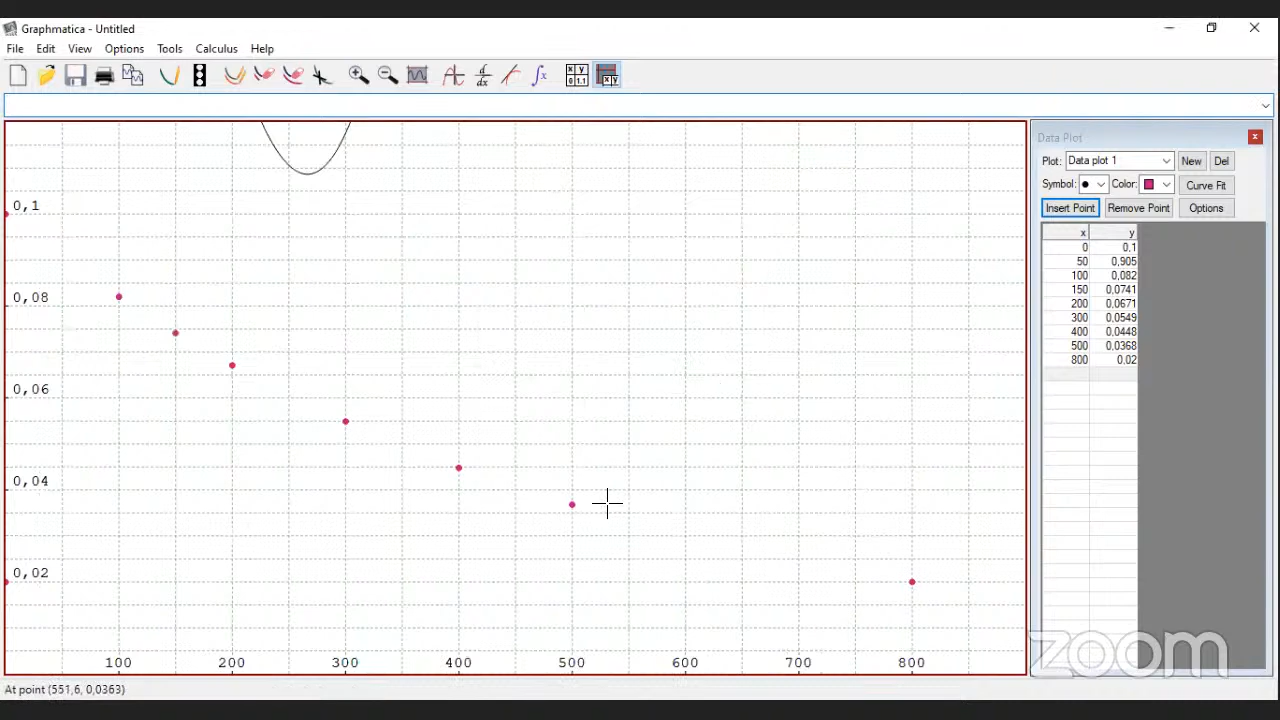 Graphmatica - Untitled
File Edit View Options Tools Calculus Help
Data Plot
Plot: Data plot 1 New Del
Symbol: Color: Curve Fit
Insert Point Remove Point Options
x y
0 0.1
50 0,905
100 0.082
150 0,0741
200 0,0671
300 0,0549
400 0,0448
500 0,0368
800 0.02
0,1
0,08
0,06
0,04
0,02
100 200 300 400 500 600 700 800
zoom
At point (551,6, 0,0363)